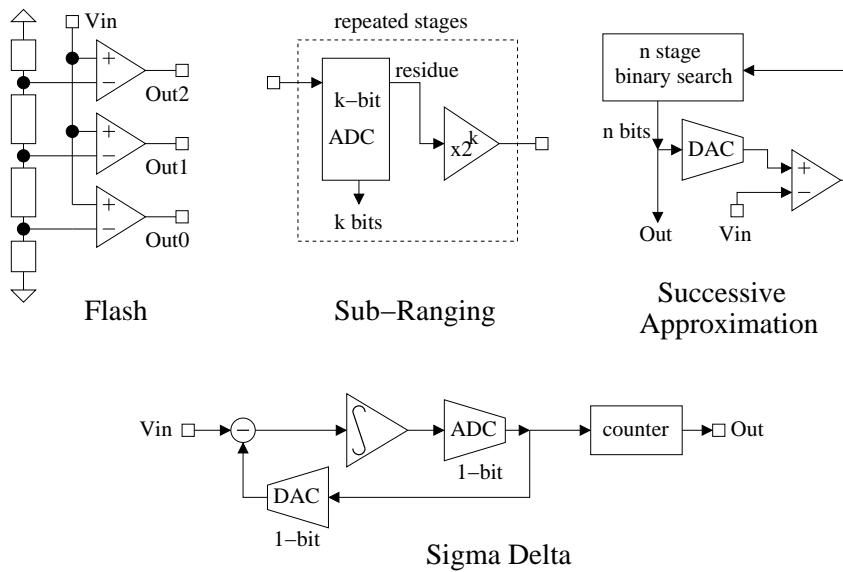 Vin
+
−
Out2
+
−
Out1
+
−
Out0
Flash
repeated stages
residue
k−bit
ADC
x2^k
k bits
Sub−Ranging
n stage
binary search
n bits
DAC
+
−
Out
Vin
Successive
Approximation
Vin
−
ADC
1−bit
counter
Out
DAC
1−bit
Sigma Delta